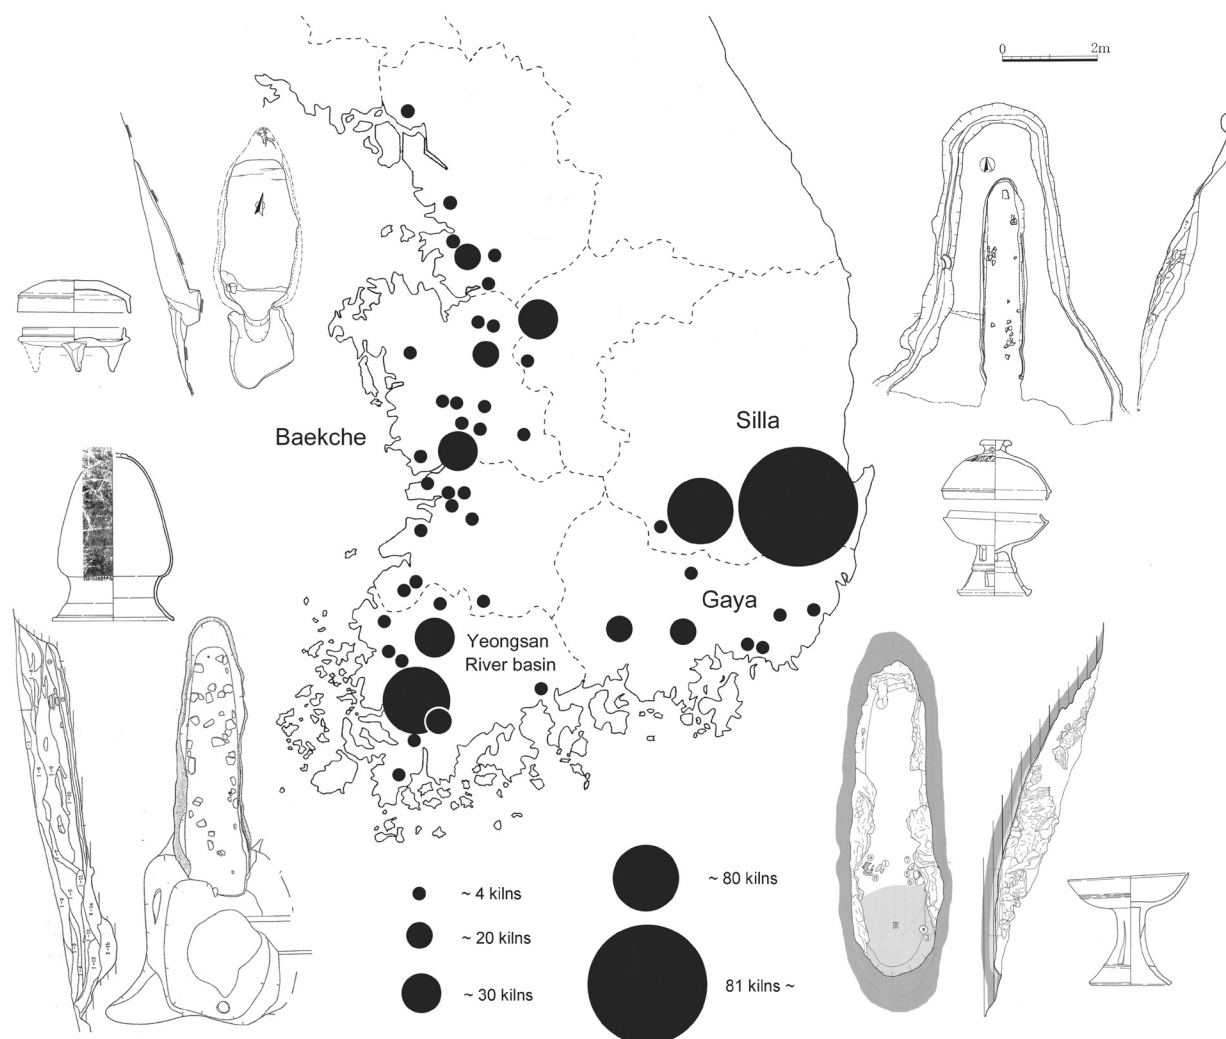 0 2m
Silla
Baekche
Gaya
Yeongsan
River basin
~ 4 kilns
~ 20 kilns
~ 30 kilns
~ 80 kilns
81 kilns ~